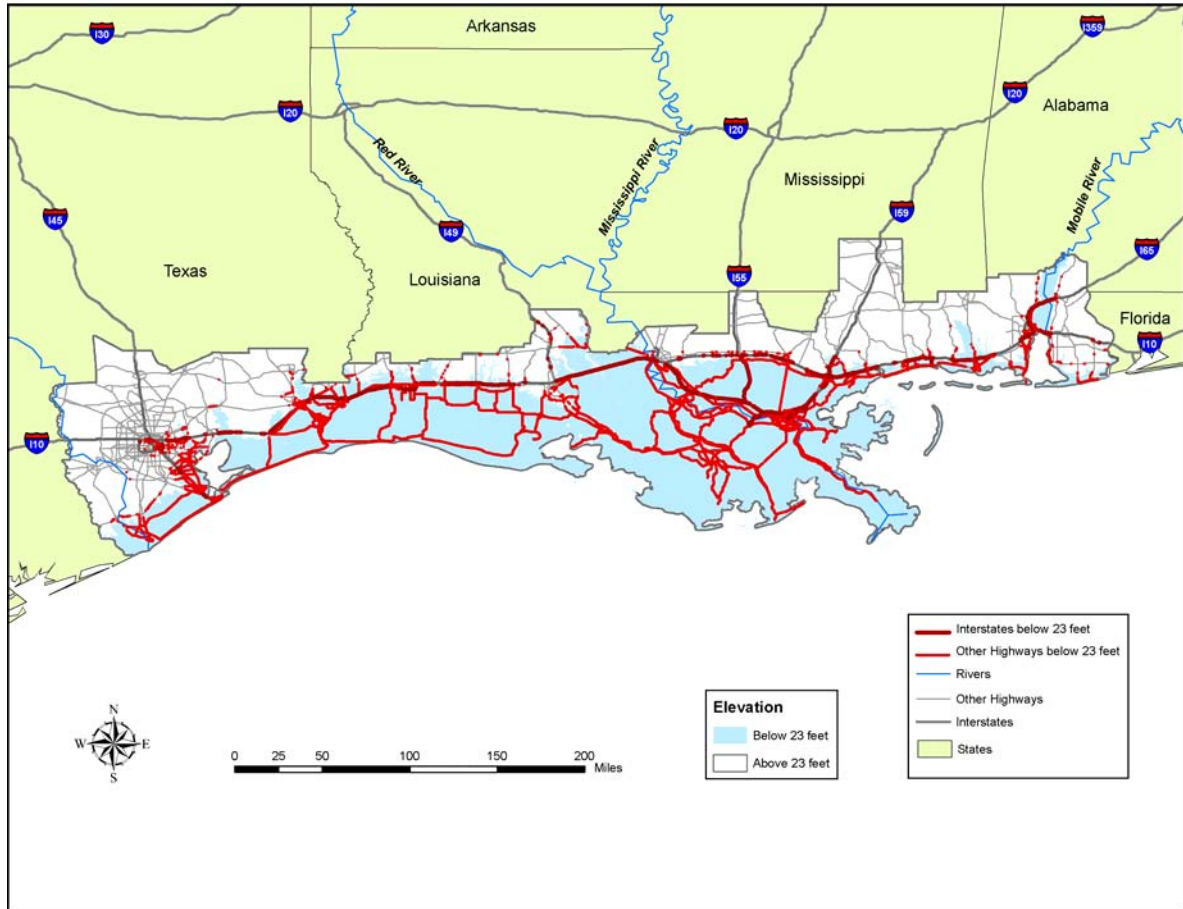 Arkansas
I30
I359
I20
I20
I20
Alabama
Red River
Mississippi River
Mobile River
Mississippi
I45
I49
I59
I65
Texas
Louisiana
I55
Florida
I10
I10
Interstates below 23 feet
Other Highways below 23 feet
Rivers
Other Highways
Interstates
States
Elevation
Below 23 feet
Above 23 feet
N
W E
S
0 25 50 100 150 200
Miles